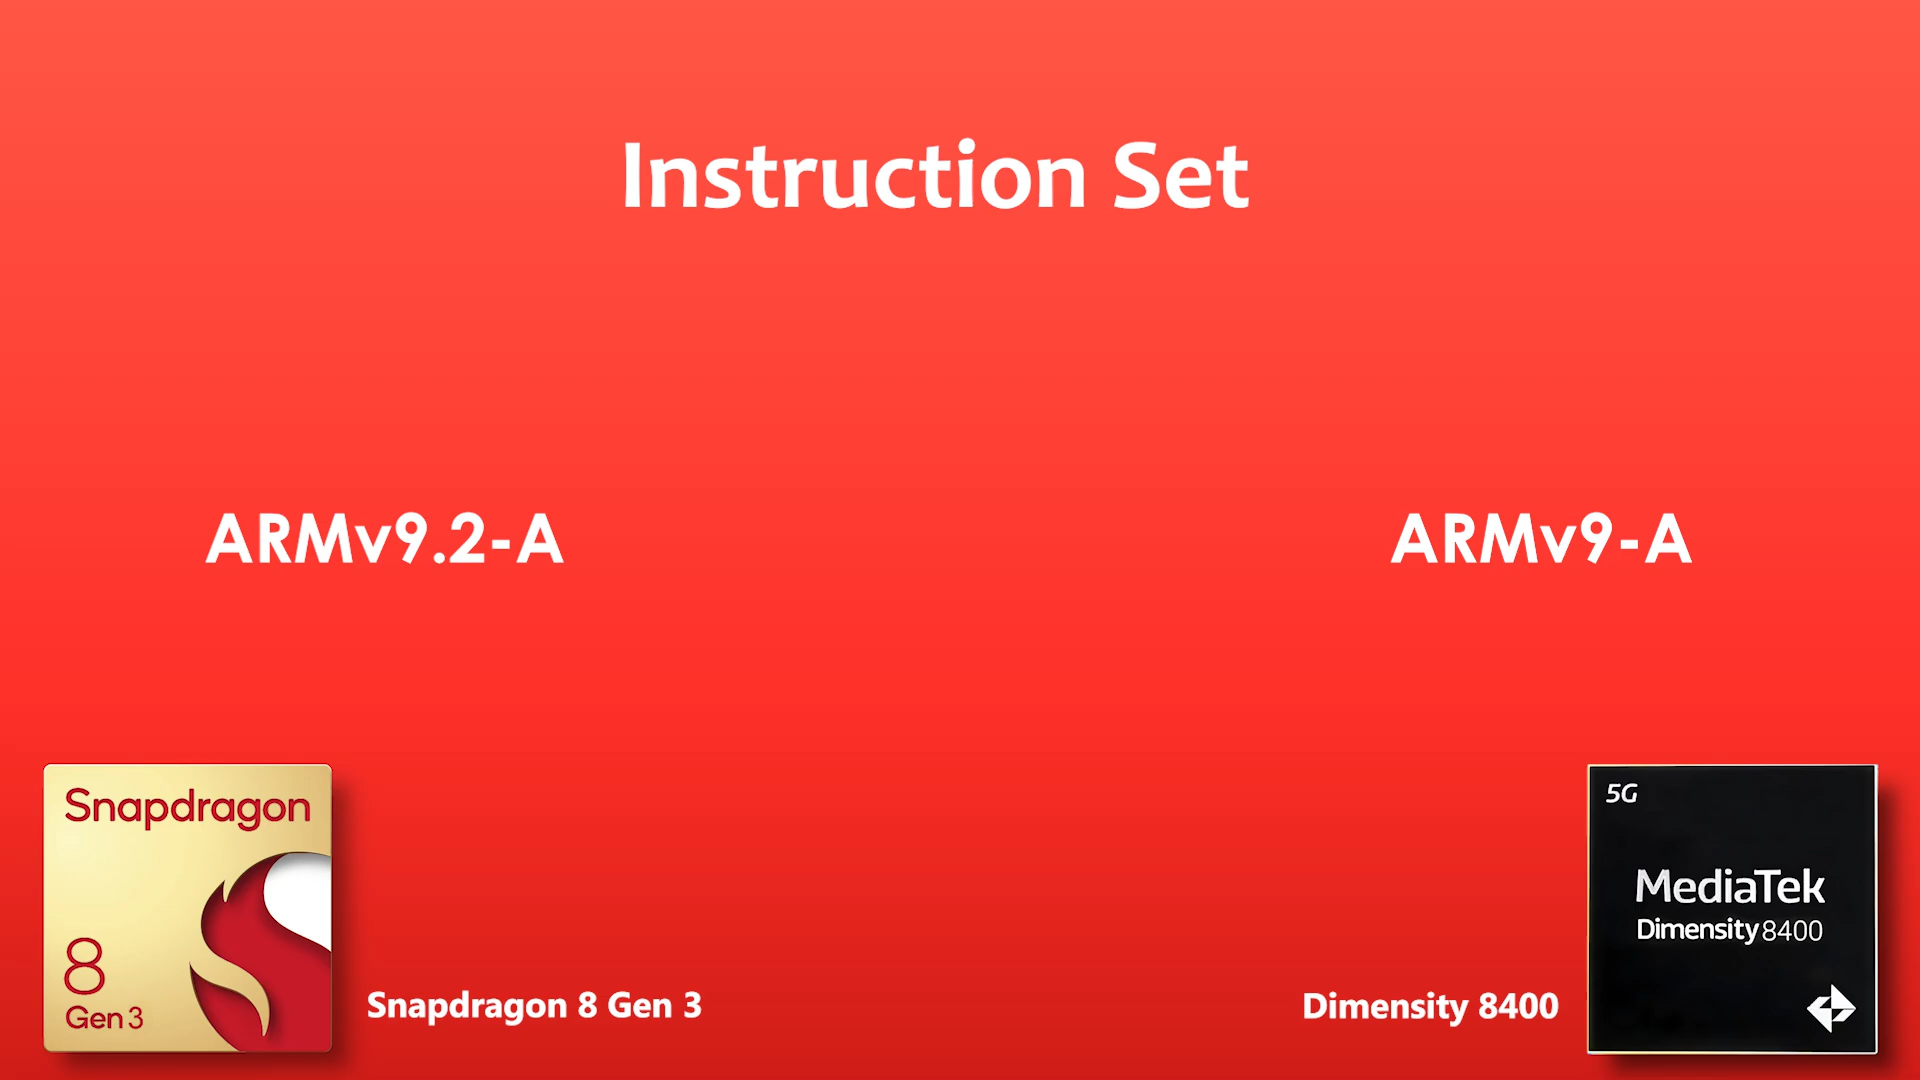 Instruction Set
ARMv9.2-A
ARMv9-A
Snapdragon
8
Gen 3
Snapdragon 8 Gen 3
Dimensity 8400
5G
MediaTek
Dimensity 8400